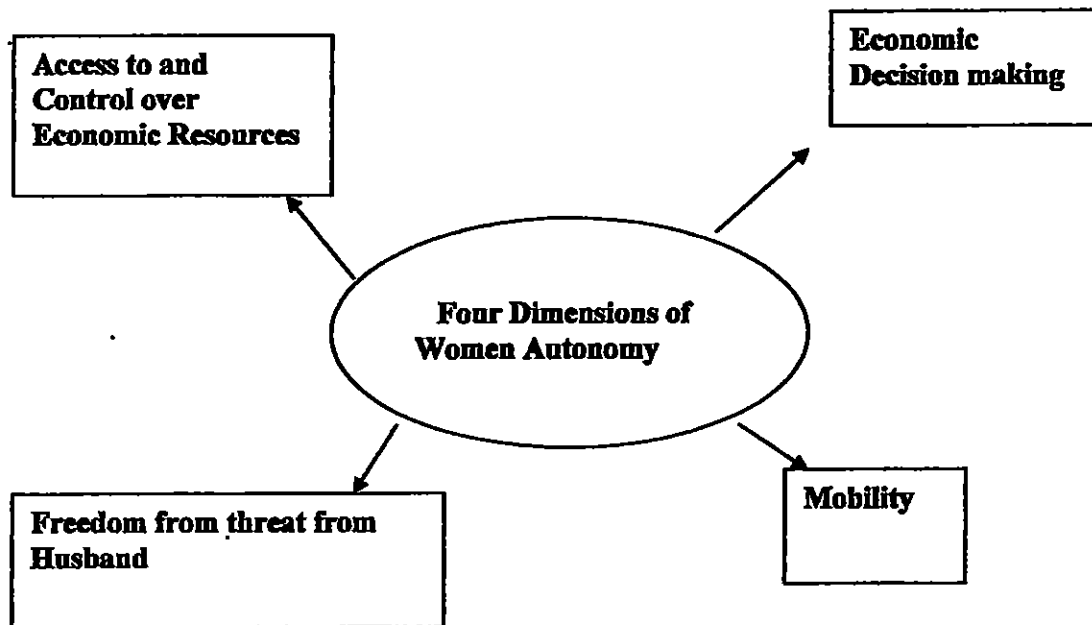 Access to and
Control over
Economic Resources
Economic
Decision making
Four Dimensions of
Women Autonomy
Freedom from threat from
Husband
Mobility